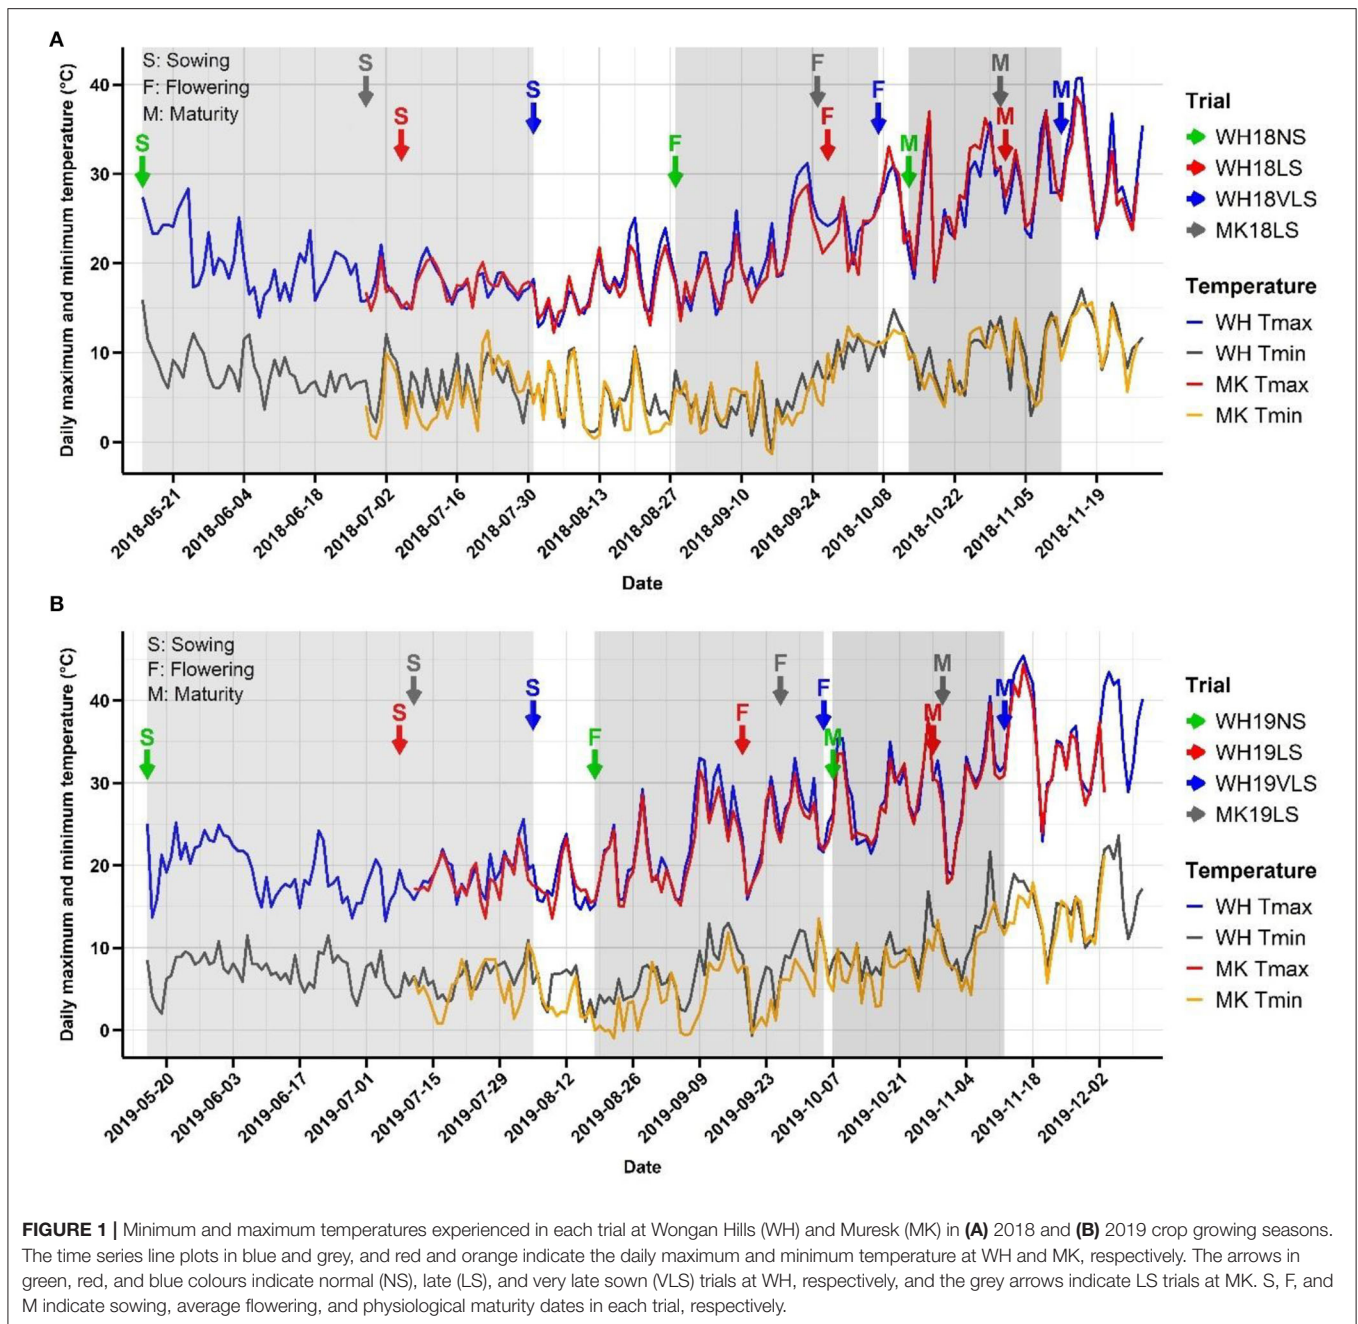 A
S: Sowing
F: Flowering
M: Maturity
S
S
S
S
F
F
F
F
M
M
M
M
Daily maximum and minimum temperature (°C)
40
30
20
10
0
2018-05-21
2018-06-04
2018-06-18
2018-07-02
2018-07-16
2018-07-30
2018-08-13
2018-08-27
2018-09-10
2018-09-24
2018-10-08
2018-10-22
2018-11-05
2018-11-19
Date
Trial
WH18NS
WH18LS
WH18VLS
MK18LS
Temperature
WH Tmax
WH Tmin
MK Tmax
MK Tmin
B
S: Sowing
F: Flowering
M: Maturity
S
S
S
S
F
F
F
F
M
M
M
M
Daily maximum and minimum temperature (°C)
40
30
20
10
0
2019-05-20
2019-06-03
2019-06-17
2019-07-01
2019-07-15
2019-07-29
2019-08-12
2019-08-26
2019-09-09
2019-09-23
2019-10-07
2019-10-21
2019-11-04
2019-11-18
2019-12-02
Date
Trial
WH19NS
WH19LS
WH19VLS
MK19LS
Temperature
WH Tmax
WH Tmin
MK Tmax
MK Tmin
FIGURE 1 | Minimum and maximum temperatures experienced in each trial at Wongan Hills (WH) and Muresk (MK) in (A) 2018 and (B) 2019 crop growing seasons.
The time series line plots in blue and grey, and red and orange indicate the daily maximum and minimum temperature at WH and MK, respectively. The arrows in
green, red, and blue colours indicate normal (NS), late (LS), and very late sown (VLS) trials at WH, respectively, and the grey arrows indicate LS trials at MK. S, F, and
M indicate sowing, average flowering, and physiological maturity dates in each trial, respectively.